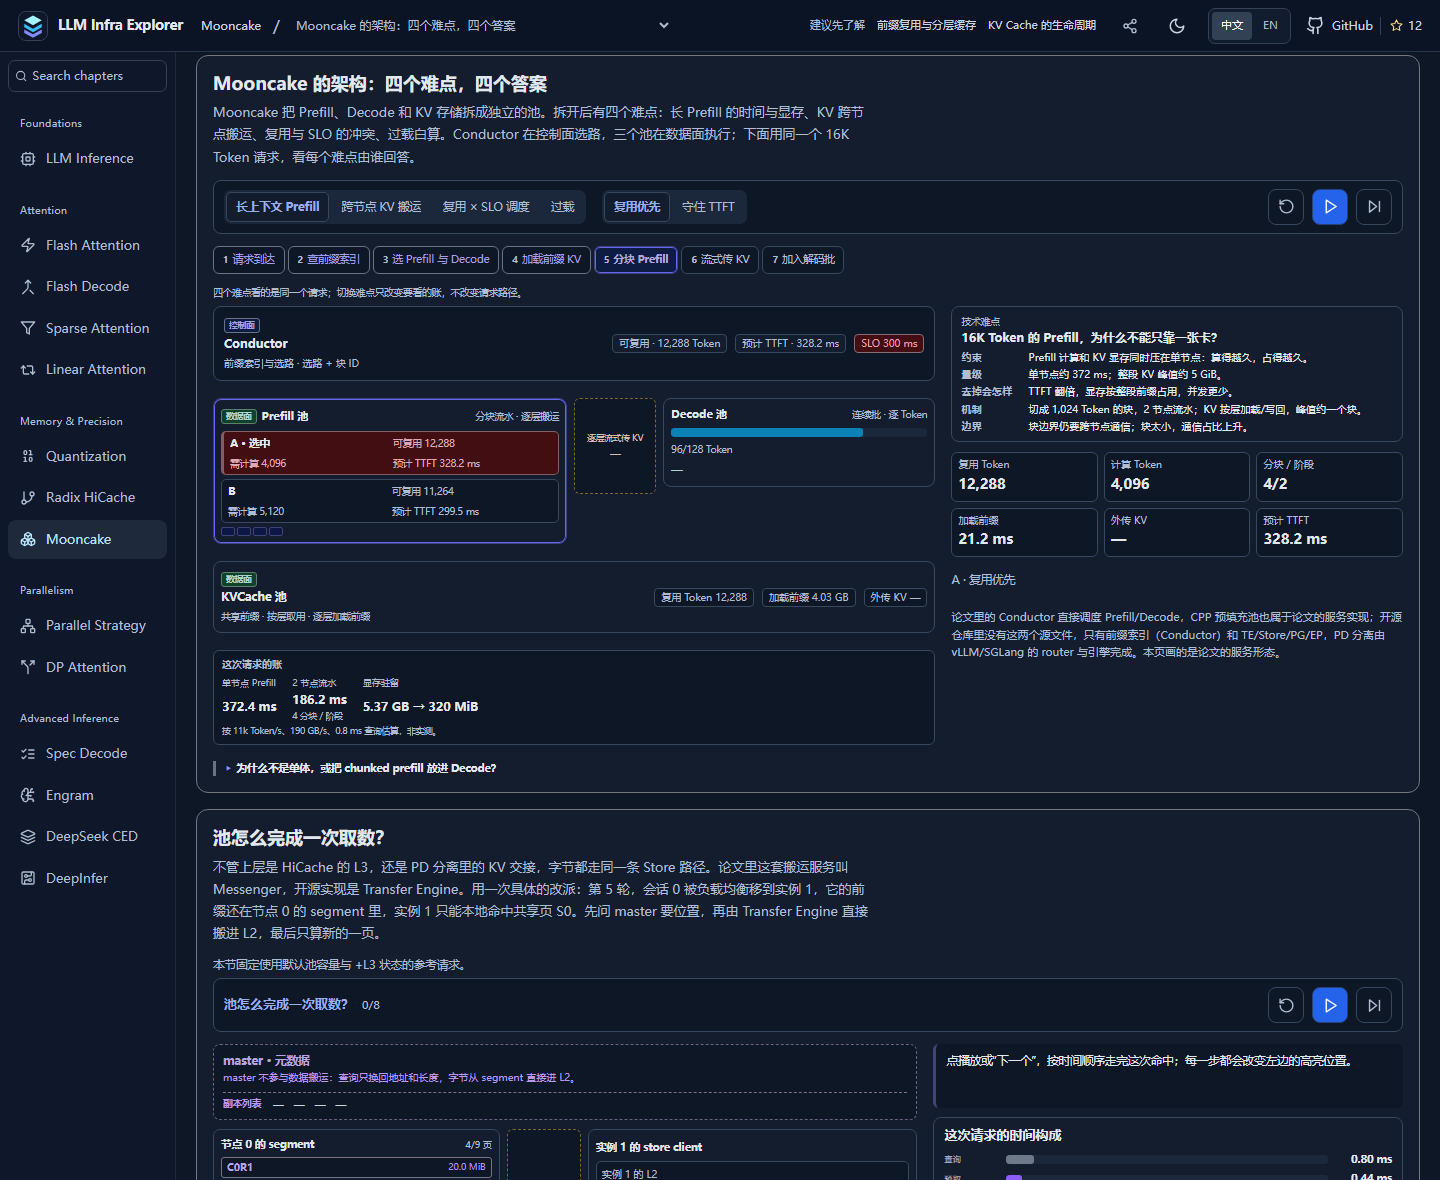 LLM Infra Explorer
Mooncake / Mooncake 的架构：四个难点，四个答案
建议先了解 前缀复用与分层缓存 KV Cache 的生命周期
中文 EN
GitHub 12
Search chapters
Foundations
LLM Inference
Attention
Flash Attention
Flash Decode
Sparse Attention
Linear Attention
Memory & Precision
Quantization
Radix HiCache
Mooncake
Parallelism
Parallel Strategy
DP Attention
Advanced Inference
Spec Decode
Engram
DeepSeek CED
DeepInfer
Mooncake 的架构：四个难点，四个答案
Mooncake 把 Prefill、Decode 和 KV 存储拆成独立的池。拆开后有四个难点：长 Prefill 的时间与显存、KV 跨节
点搬运、复用与 SLO 的冲突、过载白算。Conductor 在控制面选路，三个池在数据面执行；下面用同一个 16K
Token 请求，看每个难点由谁回答。
长上下文 Prefill 跨节点 KV 搬运 复用 × SLO 调度 过载 复用优先 守住 TTFT
1 请求到达 2 查前缀索引 3 选 Prefill 与 Decode 4 加载前缀 KV 5 分块 Prefill 6 流式传 KV 7 加入解码批
四个难点看的是同一个请求；切换难点只改变要看的账，不改变请求路径。
控制面
Conductor
前缀索引与选路 · 选路 + 块 ID
可复用 · 12,288 Token 预计 TTFT · 328.2 ms SLO 300 ms
数据面 Prefill 池 分块流水 · 逐层搬运
A · 选中 可复用 12,288
需计算 4,096 预计 TTFT 328.2 ms
B 可复用 11,264
需计算 5,120 预计 TTFT 299.5 ms
逐层流式传 KV
—
Decode 池 连续批 · 逐 Token
96/128 Token
—
数据面
KVCache 池
共享前缀 · 按层取用 · 逐层加载前缀
复用 Token 12,288 加载前缀 4.03 GB 外传 KV —
这次请求的账
单节点 Prefill 2 节点流水 显存驻留
372.4 ms 186.2 ms 5.37 GB → 320 MiB
4 分块 / 阶段
按 11k Token/s、190 GB/s、0.8 ms 查询估算，非实测。
为什么不是单体，或把 chunked prefill 放进 Decode？
技术难点
16K Token 的 Prefill，为什么不能只靠一张卡？
约束 Prefill 计算和 KV 显存同时压在单节点：算得越久，占得越久。
量级 单节点约 372 ms；整段 KV 峰值约 5 GiB。
去掉会怎样 TTFT 翻倍，显存按整段前缀占用，并发更少。
机制 切成 1,024 Token 的块，2 节点流水；KV 按层加载/写回，峰值约一个块。
边界 块边界仍要跨节点通信；块太小，通信占比上升。
复用 Token 计算 Token 分块 / 阶段
12,288 4,096 4/2
加载前缀 外传 KV 预计 TTFT
21.2 ms — 328.2 ms
A · 复用优先
论文里的 Conductor 直接调度 Prefill/Decode，CPP 预填充池也属于论文的服务实现；开源
仓库里没有这两个源文件，只有前缀索引（Conductor）和 TE/Store/PG/EP，PD 分离由
vLLM/SGLang 的 router 与引擎完成。本页画的是论文的服务形态。
池怎么完成一次取数？
不管上层是 HiCache 的 L3，还是 PD 分离里的 KV 交接，字节都走同一条 Store 路径。论文里这套搬运服务叫
Messenger，开源实现是 Transfer Engine。用一次具体的改派：第 5 轮，会话 0 被负载均衡移到实例 1，它的前
缀还在节点 0 的 segment 里，实例 1 只能本地命中共享页 S0。先问 master 要位置，再由 Transfer Engine 直接
搬进 L2，最后只算新的一页。
本节固定使用默认池容量与 +L3 状态的参考请求。
池怎么完成一次取数？ 0/8
master · 元数据
master 不参与数据搬运：查询只换回地址和长度，字节从 segment 直接进 L2。
副本列表 — — — —
节点 0 的 segment 4/9 页
C0R1 20.0 MiB
实例 1 的 store client
实例 1 的 L2
点播放或“下一个”，按时间顺序走完这次命中；每一步都会改变左边的高亮位置。
这次请求的时间构成
查询 0.80 ms
预取 0.44 ms